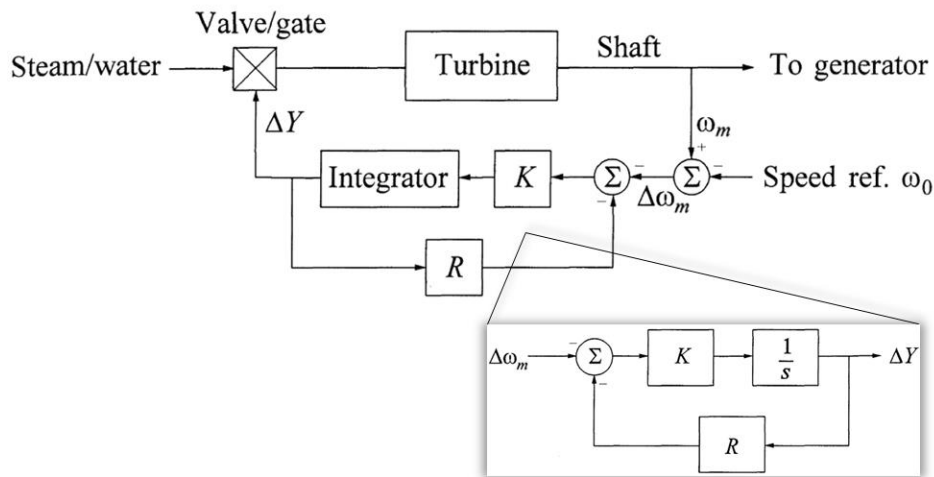 Valve/gate
Steam/water
Turbine
Shaft
To generator
ΔY
ω_m
+
−
Integrator
K
−
Σ
−
Δω_m
Σ
Speed ref. ω_0
R
Δω_m
−
Σ
−
K
1
s
ΔY
R